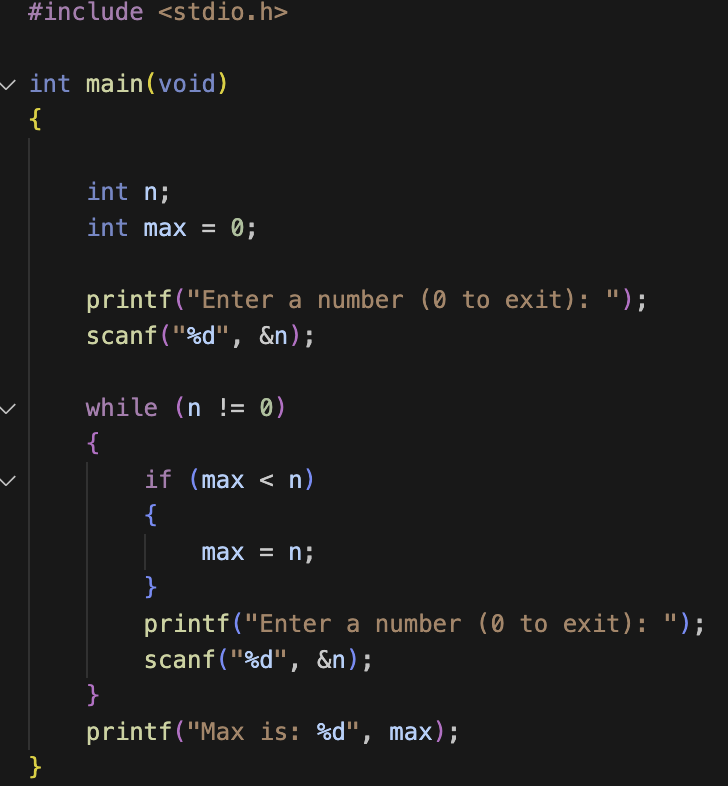 #include <stdio.h>
int main(void)
{
int n;
int max = 0;
printf("Enter a number (0 to exit): ");
scanf("%d", &n);
while (n != 0)
{
if (max < n)
{
max = n;
}
printf("Enter a number (0 to exit): ");
scanf("%d", &n);
}
printf("Max is: %d", max);
}